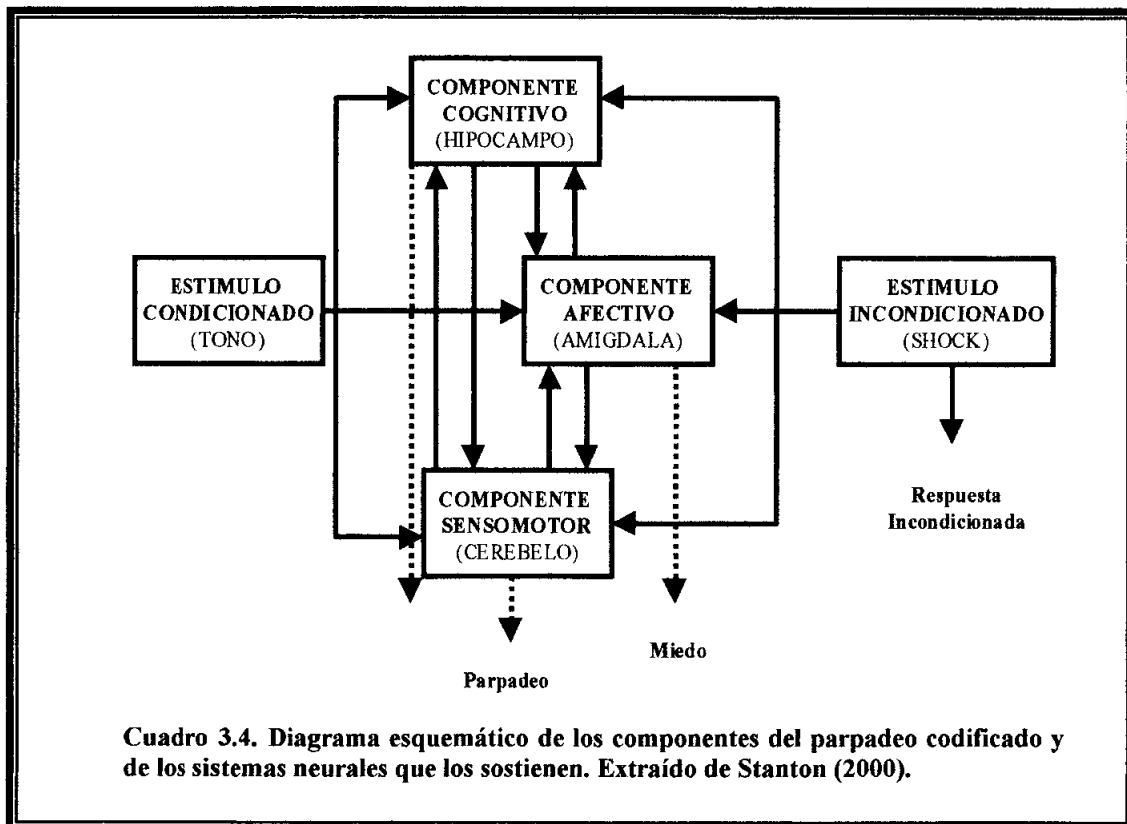 COMPONENTE
COGNITIVO
(HIPOCAMPO)
ESTIMULO
CONDICIONADO
(TONO)
COMPONENTE
AFECTIVO
(AMIGDALA)
ESTIMULO
INCONDICIONADO
(SHOCK)
COMPONENTE
SENSOMOTOR
(CEREBELO)
Respuesta
Incondicionada
Miedo
Parpadeo
Cuadro 3.4. Diagrama esquemático de los componentes del parpadeo codificado y
de los sistemas neurales que los sostienen. Extraído de Stanton (2000).